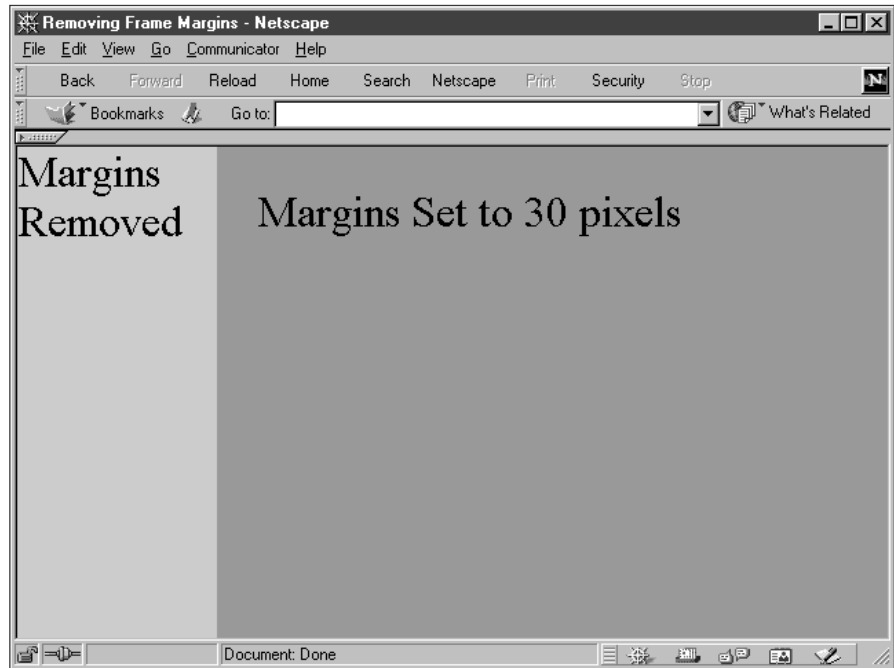 Removing Frame Margins - Netscape
File Edit View Go Communicator Help
Back Forward Reload Home Search Netscape Print Security Stop N
Bookmarks Go to: What's Related
Margins
Removed
Margins Set to 30 pixels
Document: Done